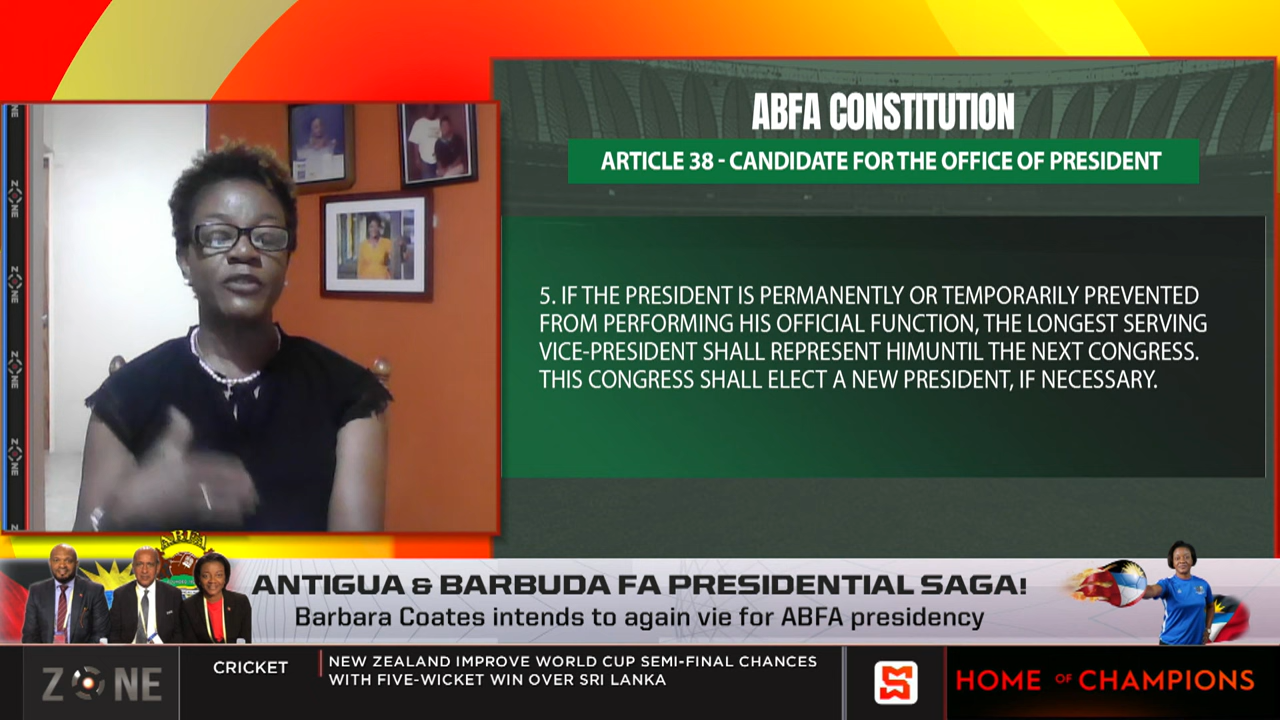 ABFA CONSTITUTION
ARTICLE 38 - CANDIDATE FOR THE OFFICE OF PRESIDENT
5. IF THE PRESIDENT IS PERMANENTLY OR TEMPORARILY PREVENTED
FROM PERFORMING HIS OFFICIAL FUNCTION, THE LONGEST SERVING
VICE-PRESIDENT SHALL REPRESENT HIMUNTIL THE NEXT CONGRESS.
THIS CONGRESS SHALL ELECT A NEW PRESIDENT, IF NECESSARY.
ZONE
ZONE
ZONE
ZONE
A.B.F.A.
ANTIGUA & BARBUDA FA PRESIDENTIAL SAGA!
Barbara Coates intends to again vie for ABFA presidency
ZONE
CRICKET
NEW ZEALAND IMPROVE WORLD CUP SEMI-FINAL CHANCES
WITH FIVE-WICKET WIN OVER SRI LANKA
HOME OF CHAMPIONS